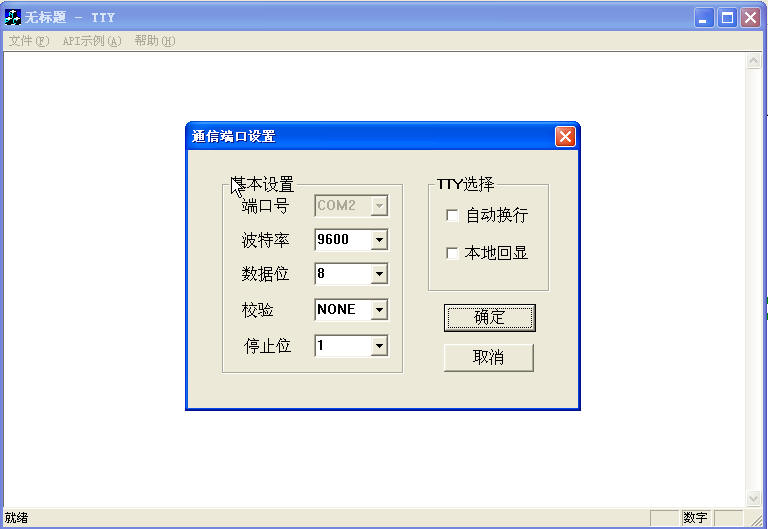 无标题 - TTY
文件(F) API示例(A) 帮助(H)
通信端口设置
基本设置
端口号 COM2
波特率 9600
数据位 8
校验 NONE
停止位 1
TTY选择
自动换行
本地回显
确定
取消
就绪
数字